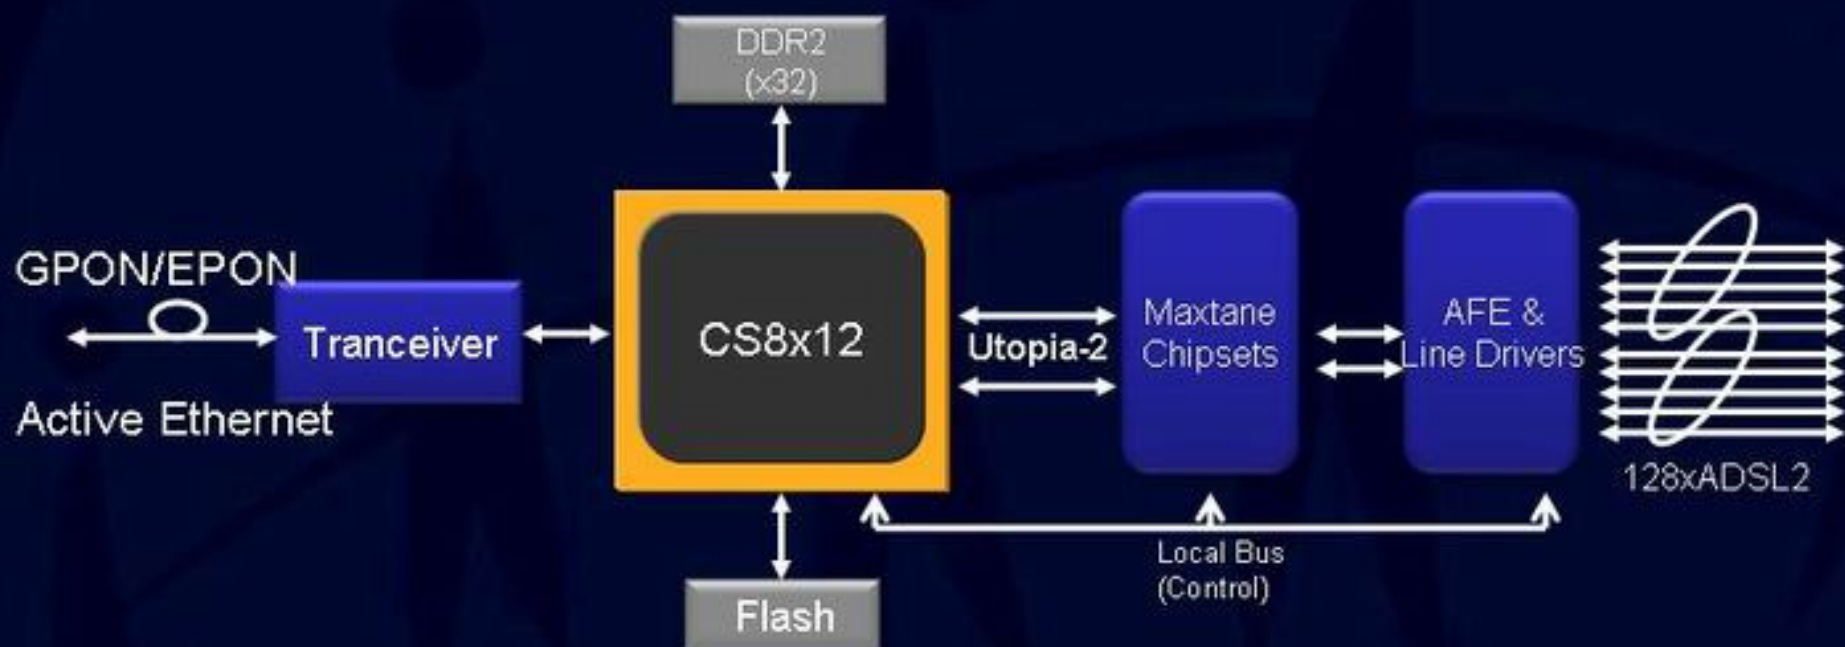 DDR2
(x32)
GPON/EPON
Tranceiver
Active Ethernet
CS8x12
Utopia-2
Maxtane
Chipsets
AFE &
Line Drivers
128xADSL2
Local Bus
(Control)
Flash